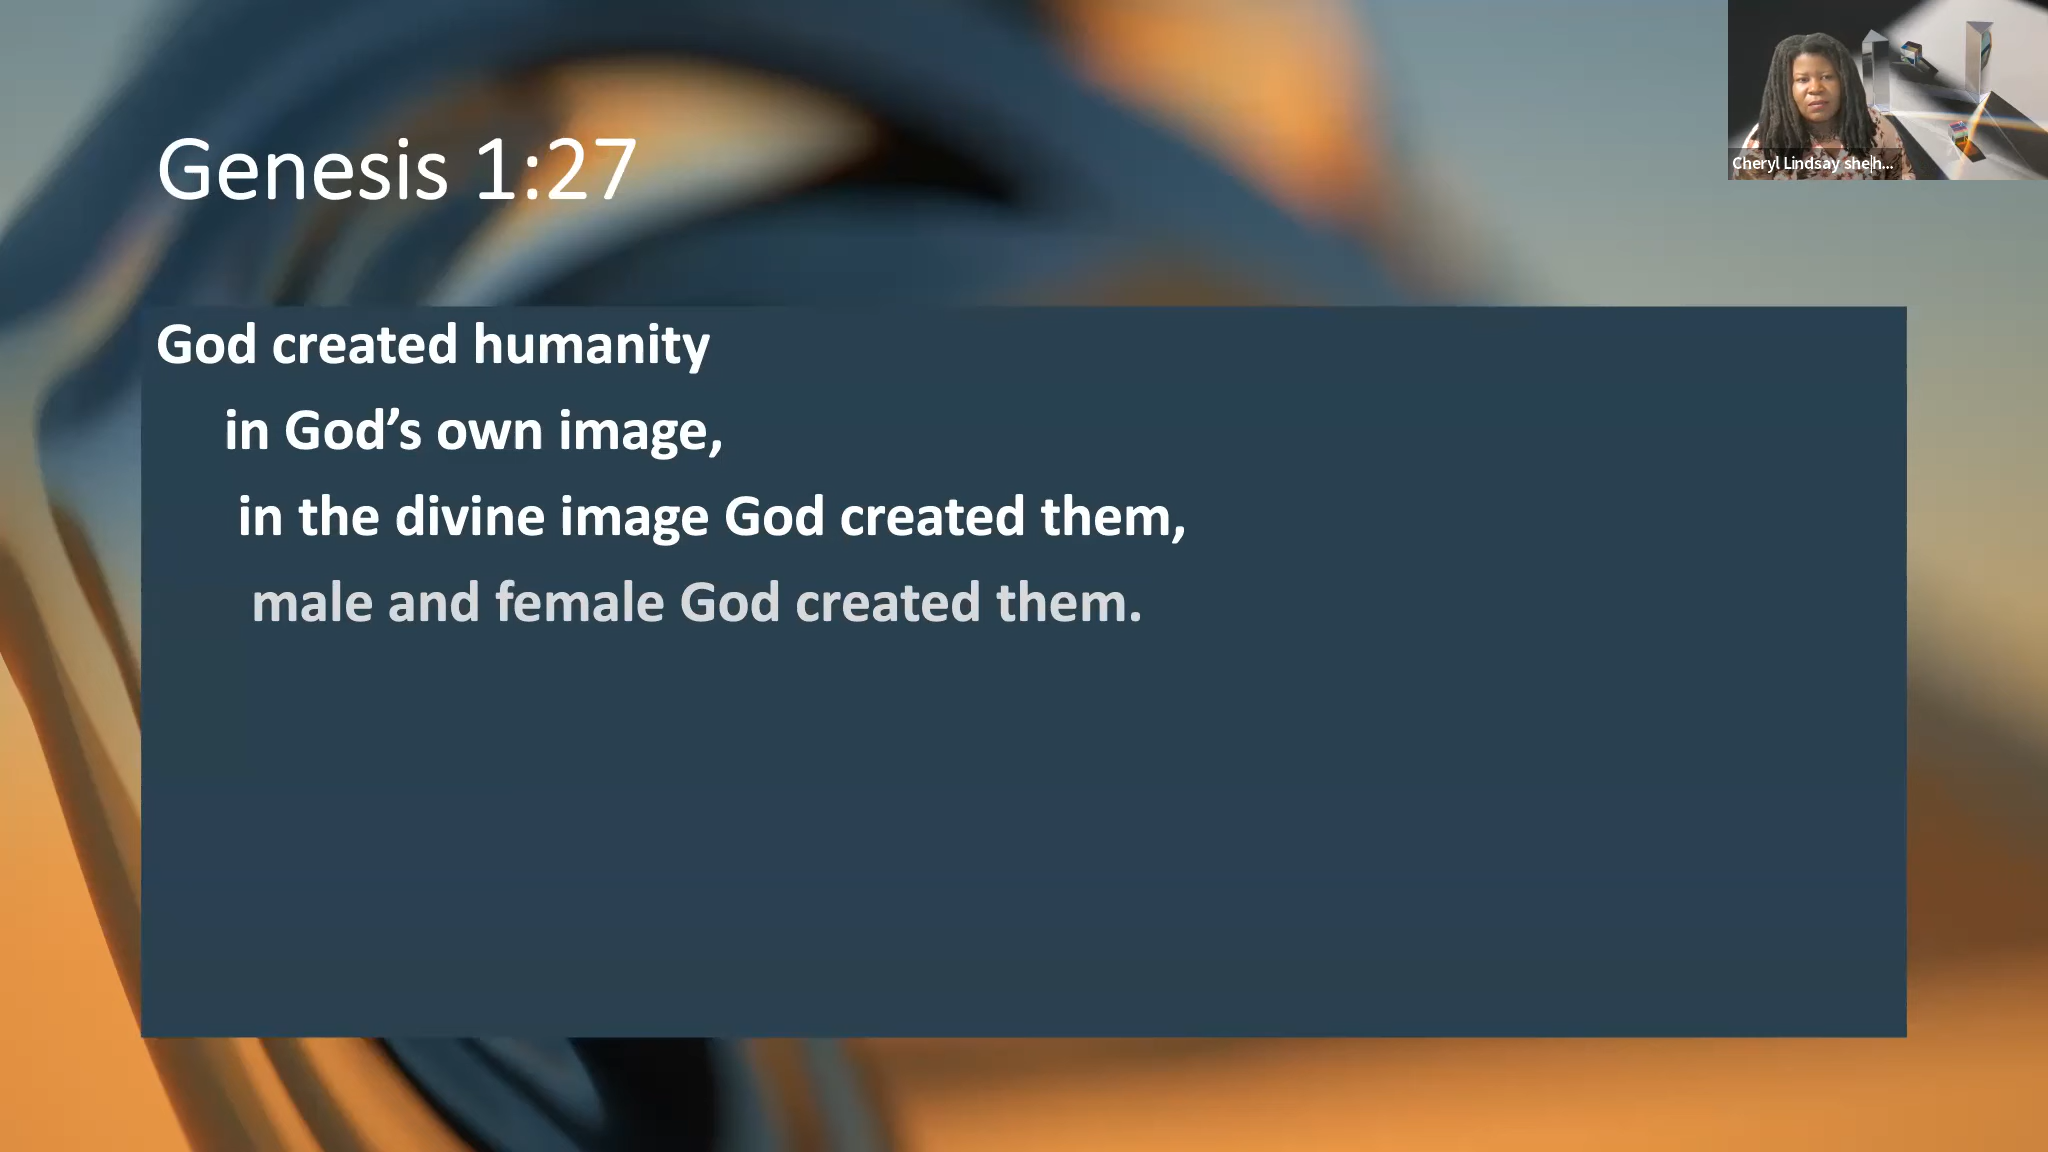 Genesis 1:27
Cheryl Lindsay she|h...
God created humanity
in God’s own image,
in the divine image God created them,
male and female God created them.